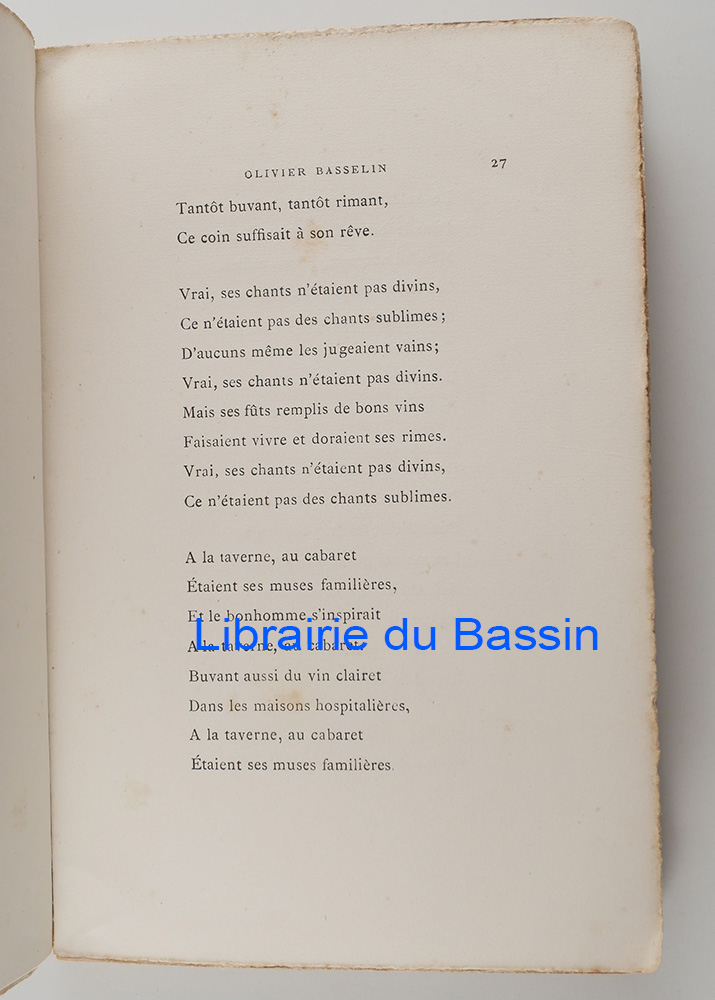 OLIVIER BASSELIN 27
Tantôt buvant, tantôt rimant,
Ce coin suffisait à son rêve.
Vrai, ses chants n'étaient pas divins,
Ce n'étaient pas des chants sublimes ;
D'aucuns même les jugeaient vains ;
Vrai, ses chants n'étaient pas divins.
Mais ses fûts remplis de bons vins
Faisaient vivre et doraient ses rimes.
Vrai, ses chants n'étaient pas divins,
Ce n'étaient pas des chants sublimes.
A la taverne, au cabaret
Étaient ses muses familières,
Et le bonhomme s'inspirait
Librairie du Bassin
A la taverne, au cabaret.
Buvant aussi du vin clairet
Dans les maisons hospitalières,
A la taverne, au cabaret
Étaient ses muses familières.